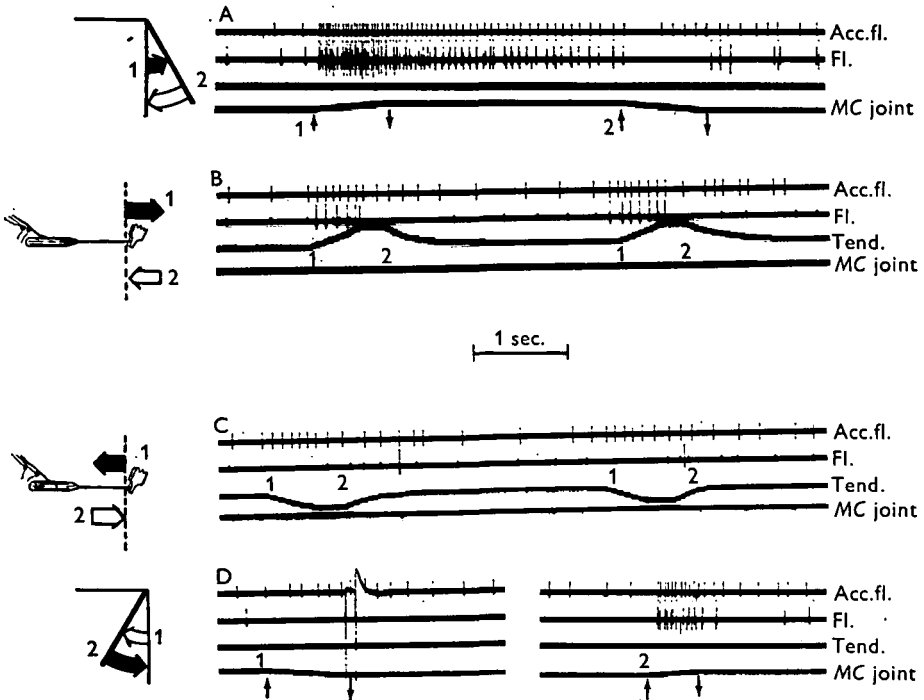 A
Acc.fl.
Fl.
MC joint
1 2
1 2
B
Acc.fl.
Fl.
Tend.
MC joint
1
2
1 2 1 2
1 sec.
C
Acc.fl.
Fl.
Tend.
MC joint
1
2
1 2 1 2
D
Acc.fl.
Fl.
Tend.
MC joint
2 1
1 2